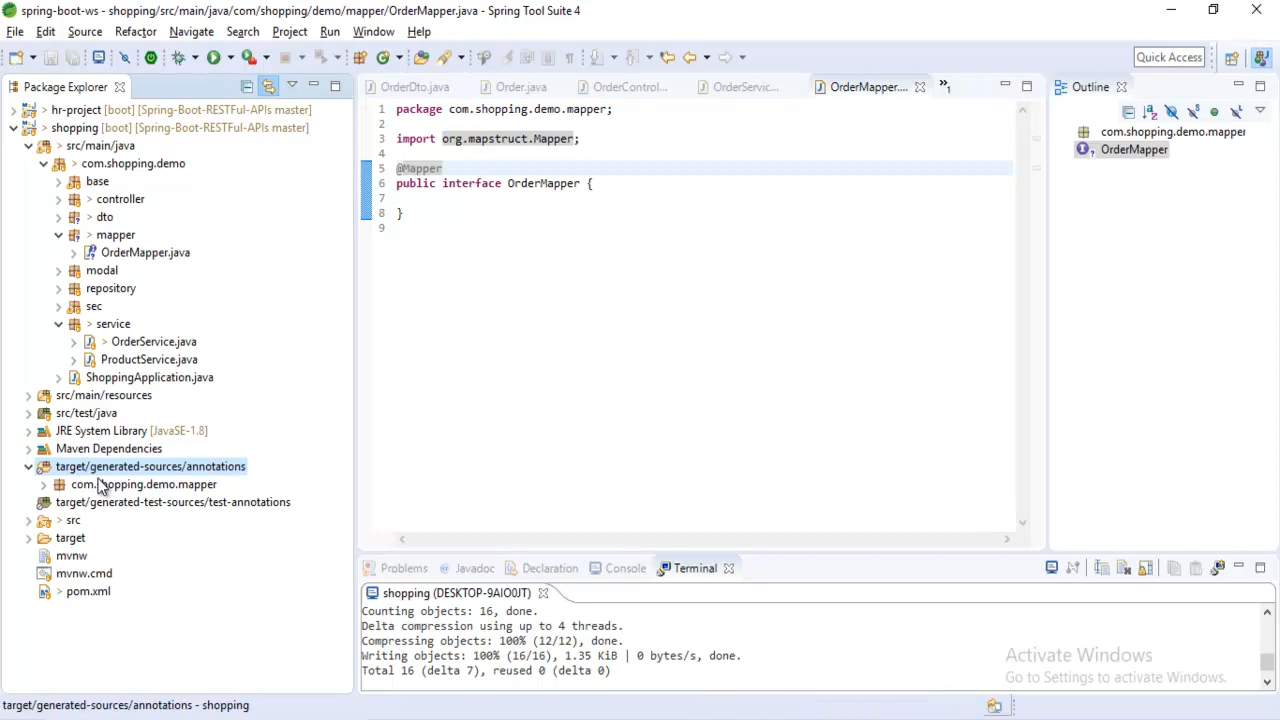 spring-boot-ws - shopping/src/main/java/com/shopping/demo/mapper/OrderMapper.java - Spring Tool Suite 4
File Edit Source Refactor Navigate Search Project Run Window Help
Quick Access
Package Explorer
hr-project [boot] [Spring-Boot-RESTFul-APIs master]
shopping [boot] [Spring-Boot-RESTFul-APIs master]
src/main/java
> com.shopping.demo
base
> controller
> dto
> mapper
OrderMapper.java
modal
repository
sec
> service
> OrderService.java
ProductService.java
ShoppingApplication.java
src/main/resources
src/test/java
JRE System Library [JavaSE-1.8]
Maven Dependencies
target/generated-sources/annotations
com.shopping.demo.mapper
target/generated-test-sources/test-annotations
> src
target
mvnw
mvnw.cmd
> pom.xml
OrderDto.java Order.java OrderControl... OrderServic... OrderMapper.... »1
1 package com.shopping.demo.mapper;
2
3 import org.mapstruct.Mapper;
4
5 @Mapper
6 public interface OrderMapper {
7
8 }
9
Outline
com.shopping.demo.mapper
OrderMapper
Problems @ Javadoc Declaration Console Terminal
shopping (DESKTOP-9AIO0JT)
Counting objects: 16, done.
Delta compression using up to 4 threads.
Compressing objects: 100% (12/12), done.
Writing objects: 100% (16/16), 1.35 KiB | 0 bytes/s, done.
Total 16 (delta 7), reused 0 (delta 0)
Activate Windows
Go to Settings to activate Windows.
target/generated-sources/annotations - shopping